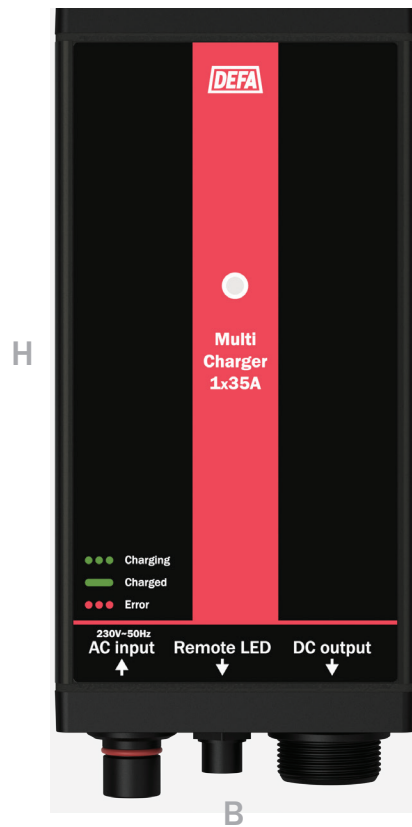 DEFA
H
Multi
Charger
1x35A
Charging
Charged
Error
230V~50Hz
AC input Remote LED DC output
B